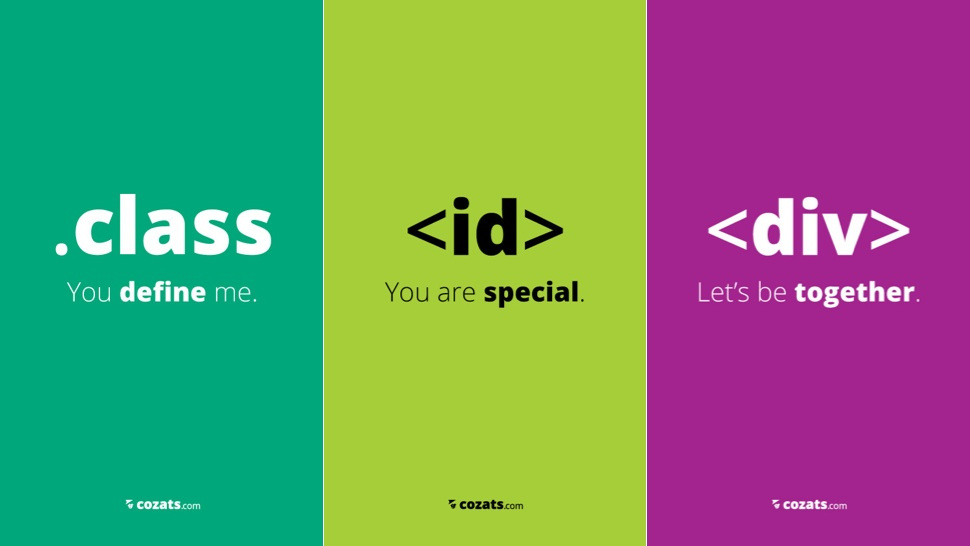 .class
You define me.
cozats.com
<id>
You are special.
cozats.com
<div>
Let’s be together.
cozats.com